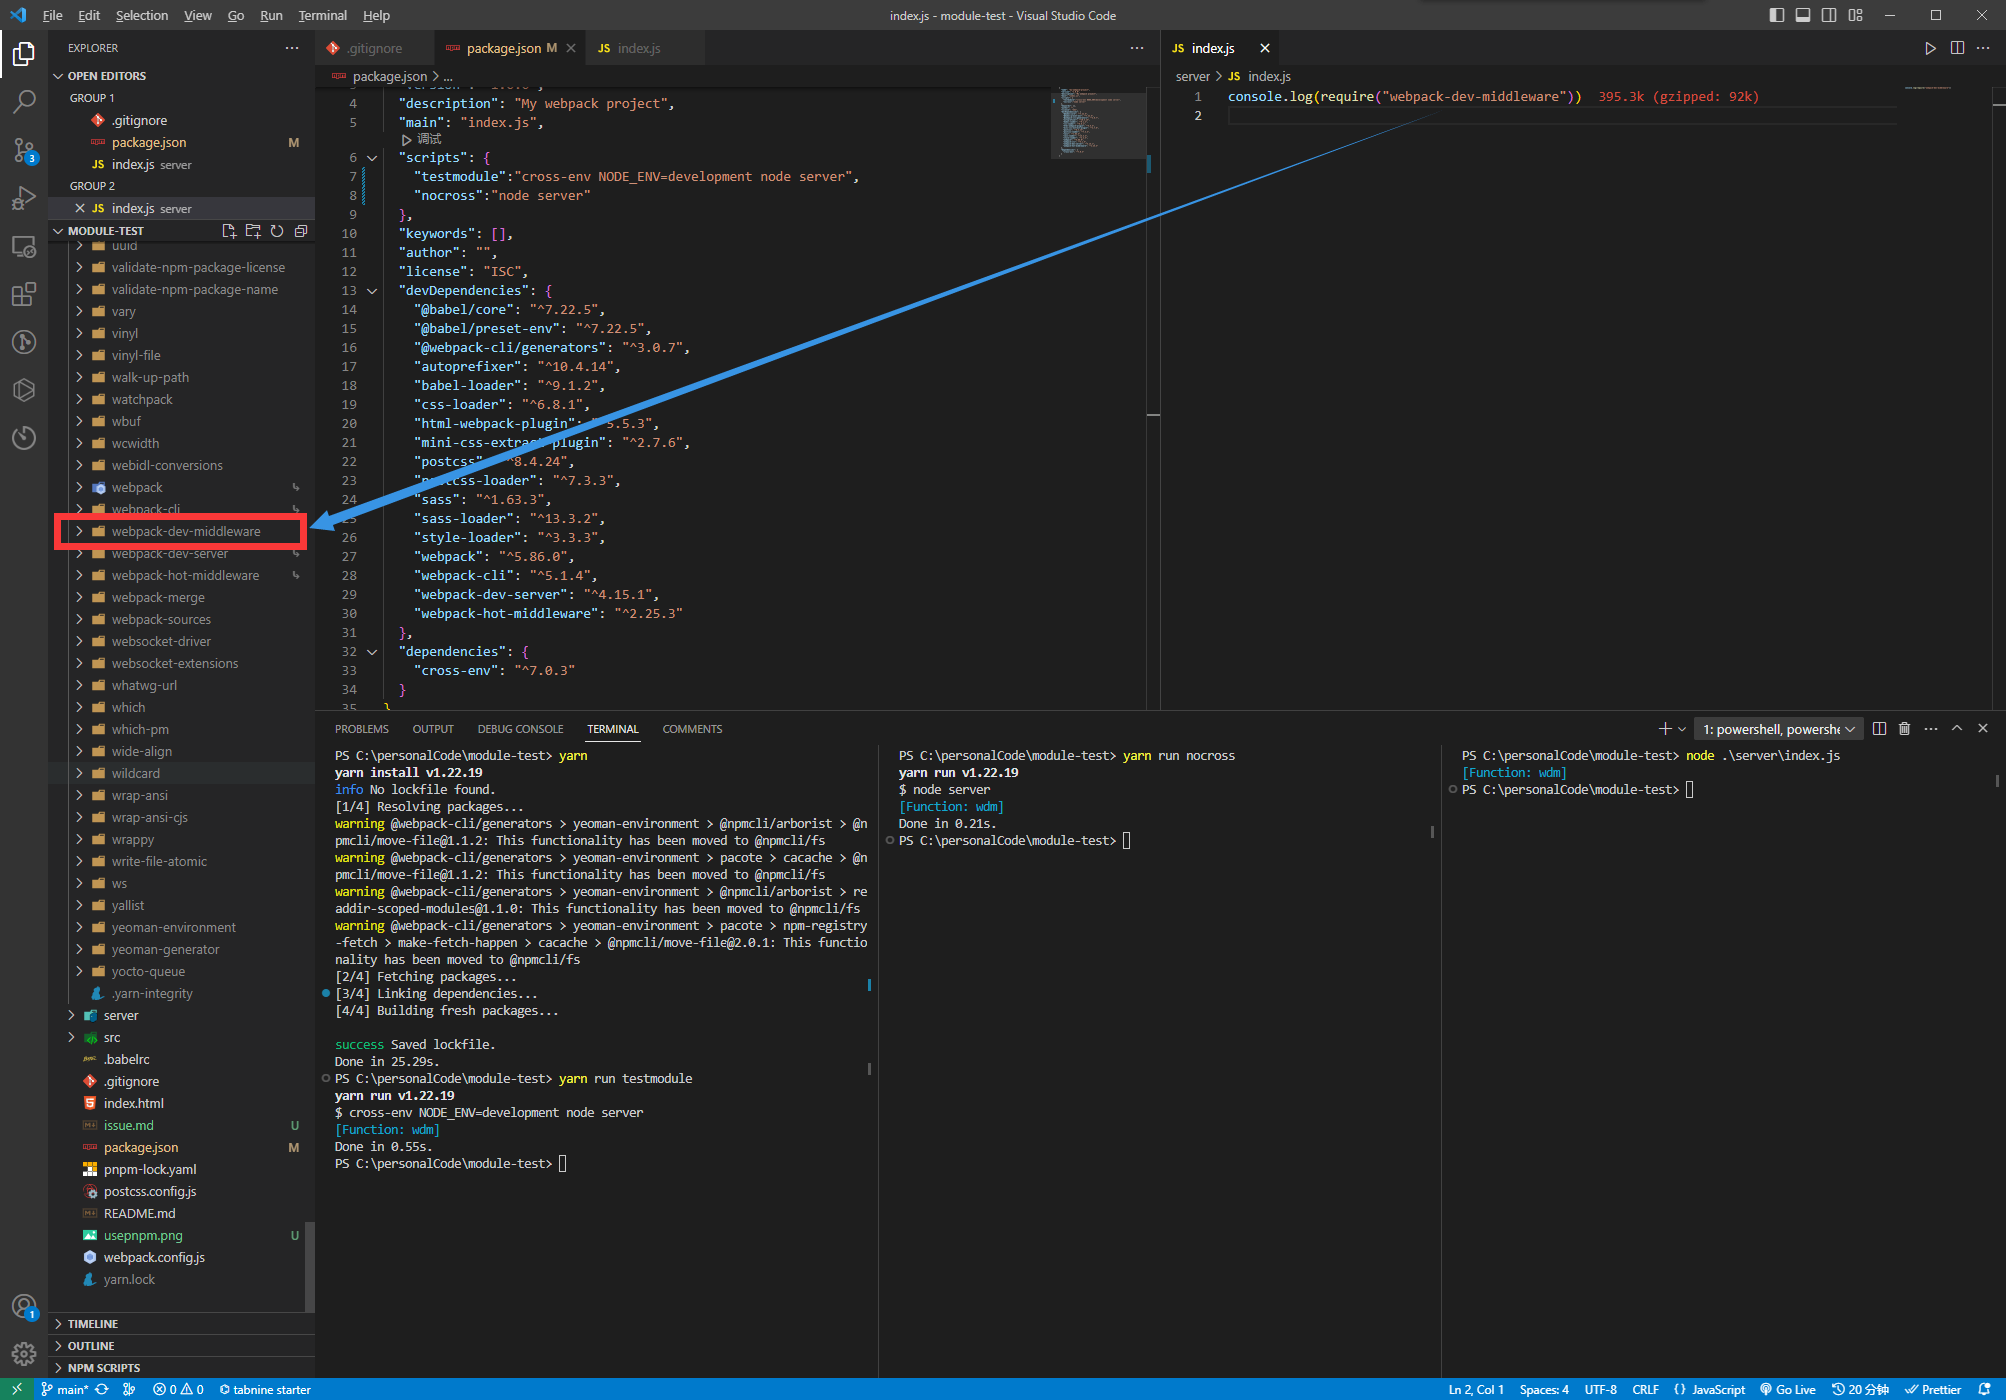 File Edit Selection View Go Run Terminal Help
index.js - module-test - Visual Studio Code
EXPLORER
OPEN EDITORS
GROUP 1
.gitignore
package.json M
index.js server
GROUP 2
index.js server
MODULE-TEST
uuid
validate-npm-package-license
validate-npm-package-name
vary
vinyl
vinyl-file
walk-up-path
watchpack
wbuf
wcwidth
webidl-conversions
webpack
webpack-cli
webpack-dev-middleware
webpack-dev-server
webpack-hot-middleware
webpack-merge
webpack-sources
websocket-driver
websocket-extensions
whatwg-url
which
which-pm
wide-align
wildcard
wrap-ansi
wrap-ansi-cjs
wrappy
write-file-atomic
ws
yallist
yeoman-environment
yeoman-generator
yocto-queue
.yarn-integrity
server
src
.babelrc
.gitignore
index.html
issue.md U
package.json M
pnpm-lock.yaml
postcss.config.js
README.md
usepnpm.png U
webpack.config.js
yarn.lock
TIMELINE
OUTLINE
NPM SCRIPTS
.gitignore
package.json M
JS index.js
package.json > ...
4 "description": "My webpack project",
5 "main": "index.js",
调试
6 "scripts": {
7 "testmodule":"cross-env NODE_ENV=development node server",
8 "nocross":"node server"
9 },
10 "keywords": [],
11 "author": "",
12 "license": "ISC",
13 "devDependencies": {
14 "@babel/core": "^7.22.5",
15 "@babel/preset-env": "^7.22.5",
16 "@webpack-cli/generators": "^3.0.7",
17 "autoprefixer": "^10.4.14",
18 "babel-loader": "^9.1.2",
19 "css-loader": "^6.8.1",
20 "html-webpack-plugin": "5.5.3",
21 "mini-css-extract-plugin": "^2.7.6",
22 "postcss": "^8.4.24",
23 "postcss-loader": "^7.3.3",
24 "sass": "^1.63.3",
25 "sass-loader": "^13.3.2",
26 "style-loader": "^3.3.3",
27 "webpack": "^5.86.0",
28 "webpack-cli": "^5.1.4",
29 "webpack-dev-server": "^4.15.1",
30 "webpack-hot-middleware": "^2.25.3"
31 },
32 "dependencies": {
33 "cross-env": "^7.0.3"
34 }
35 }
JS index.js
server > JS index.js
1 console.log(require("webpack-dev-middleware")) 395.3k (gzipped: 92k)
2
PROBLEMS OUTPUT DEBUG CONSOLE TERMINAL COMMENTS
1: powershell, powershe
PS C:\personalCode\module-test> yarn
yarn install v1.22.19
info No lockfile found.
[1/4] Resolving packages...
warning @webpack-cli/generators > yeoman-environment > @npmcli/arborist > @n
pmcli/move-file@1.1.2: This functionality has been moved to @npmcli/fs
warning @webpack-cli/generators > yeoman-environment > pacote > cacache > @n
pmcli/move-file@1.1.2: This functionality has been moved to @npmcli/fs
warning @webpack-cli/generators > yeoman-environment > @npmcli/arborist > re
addir-scoped-modules@1.1.0: This functionality has been moved to @npmcli/fs
warning @webpack-cli/generators > yeoman-environment > pacote > npm-registry
-fetch > make-fetch-happen > cacache > @npmcli/move-file@2.0.1: This functio
nality has been moved to @npmcli/fs
[2/4] Fetching packages...
[3/4] Linking dependencies...
[4/4] Building fresh packages...
success Saved lockfile.
Done in 25.29s.
PS C:\personalCode\module-test> yarn run testmodule
yarn run v1.22.19
$ cross-env NODE_ENV=development node server
[Function: wdm]
Done in 0.55s.
PS C:\personalCode\module-test>
PS C:\personalCode\module-test> yarn run nocross
yarn run v1.22.19
$ node server
[Function: wdm]
Done in 0.21s.
PS C:\personalCode\module-test>
PS C:\personalCode\module-test> node .\server\index.js
[Function: wdm]
PS C:\personalCode\module-test>
main* 0 0 tabnine starter
Ln 2, Col 1 Spaces: 4 UTF-8 CRLF {} JavaScript Go Live 20 分钟 Prettier